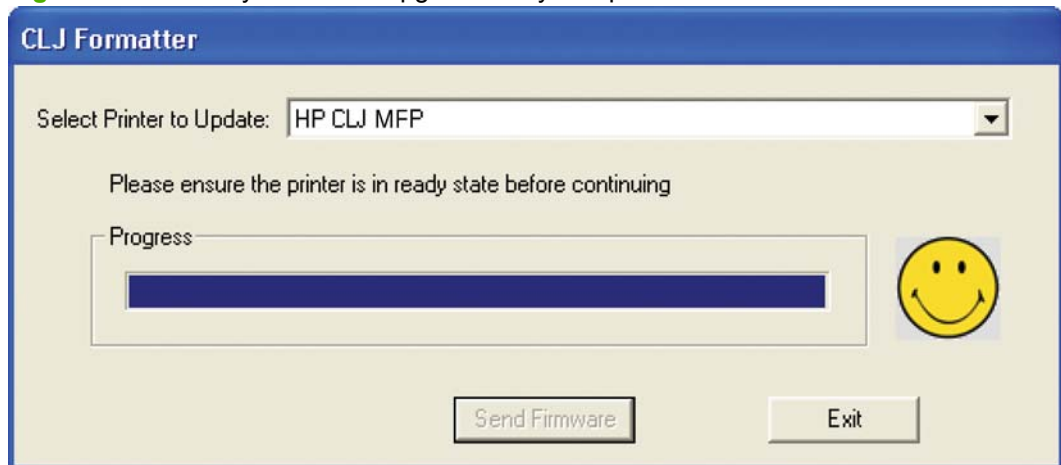 CLJ Formatter
Select Printer to Update: HP CLJ MFP
Please ensure the printer is in ready state before continuing
Progress
Send Firmware Exit